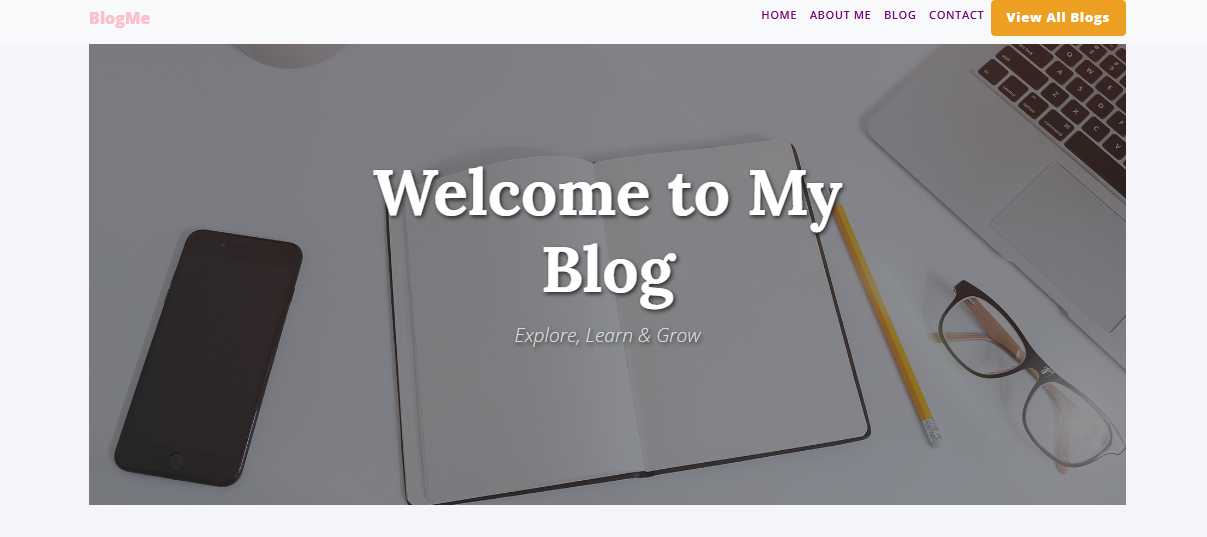 BlogMe
HOME ABOUT ME BLOG CONTACT View All Blogs
Welcome to My
Blog
Explore, Learn & Grow